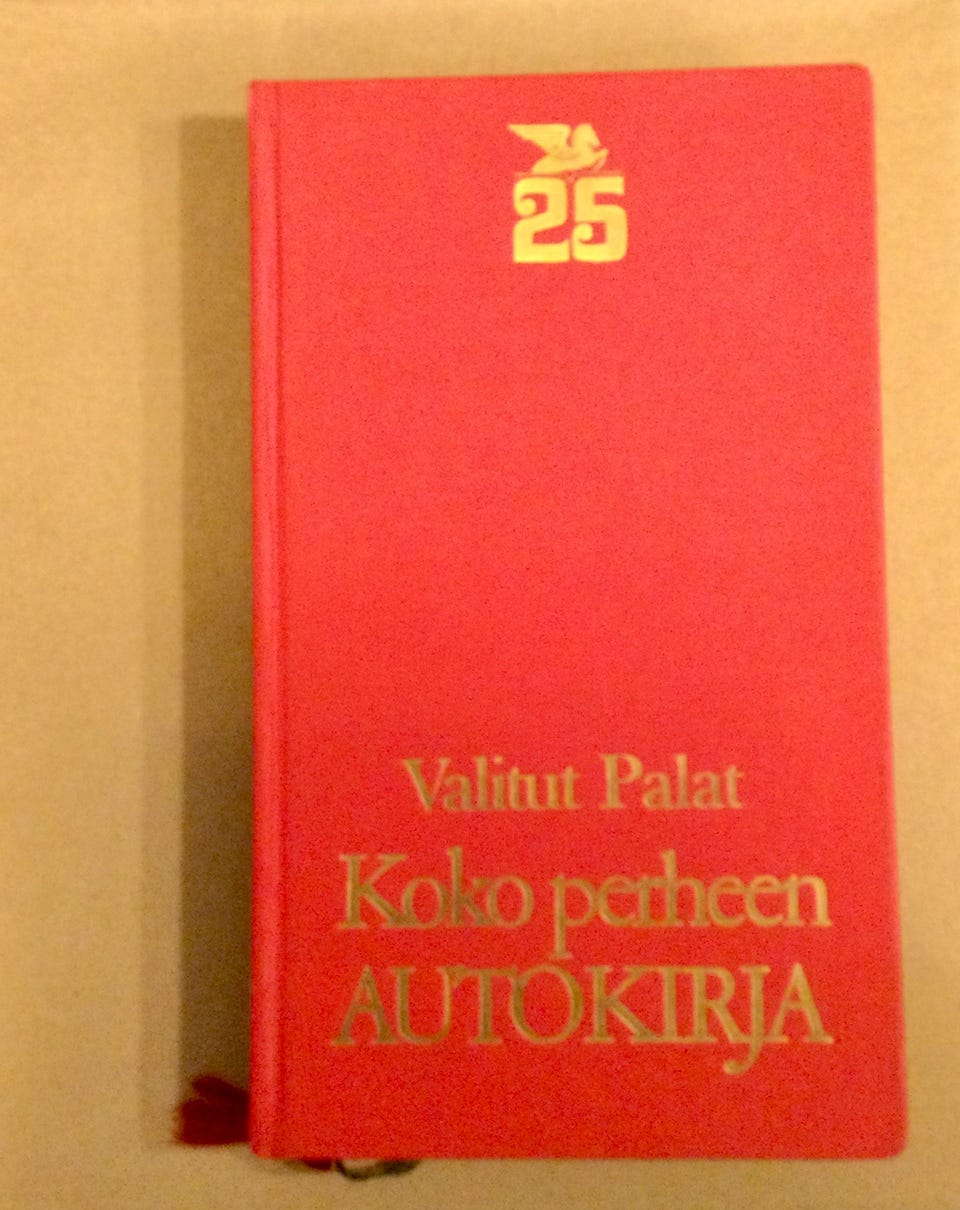 25
Valitut Palat
Koko perheen
AUTOKIRJA